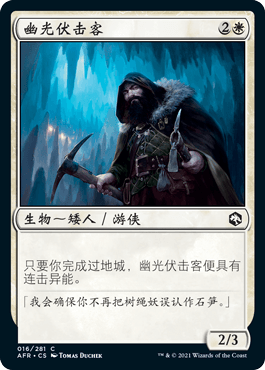 幽光伏击客 2
生物～矮人／游侠
只要你完成过地城，幽光伏击客便具有
连击异能。
「我会确保你不再把树绳妖误认作石笋。」
2/3
016/281 C
AFR • CS TOMAS DUCHEK
™ & © 2021 Wizards of the Coast